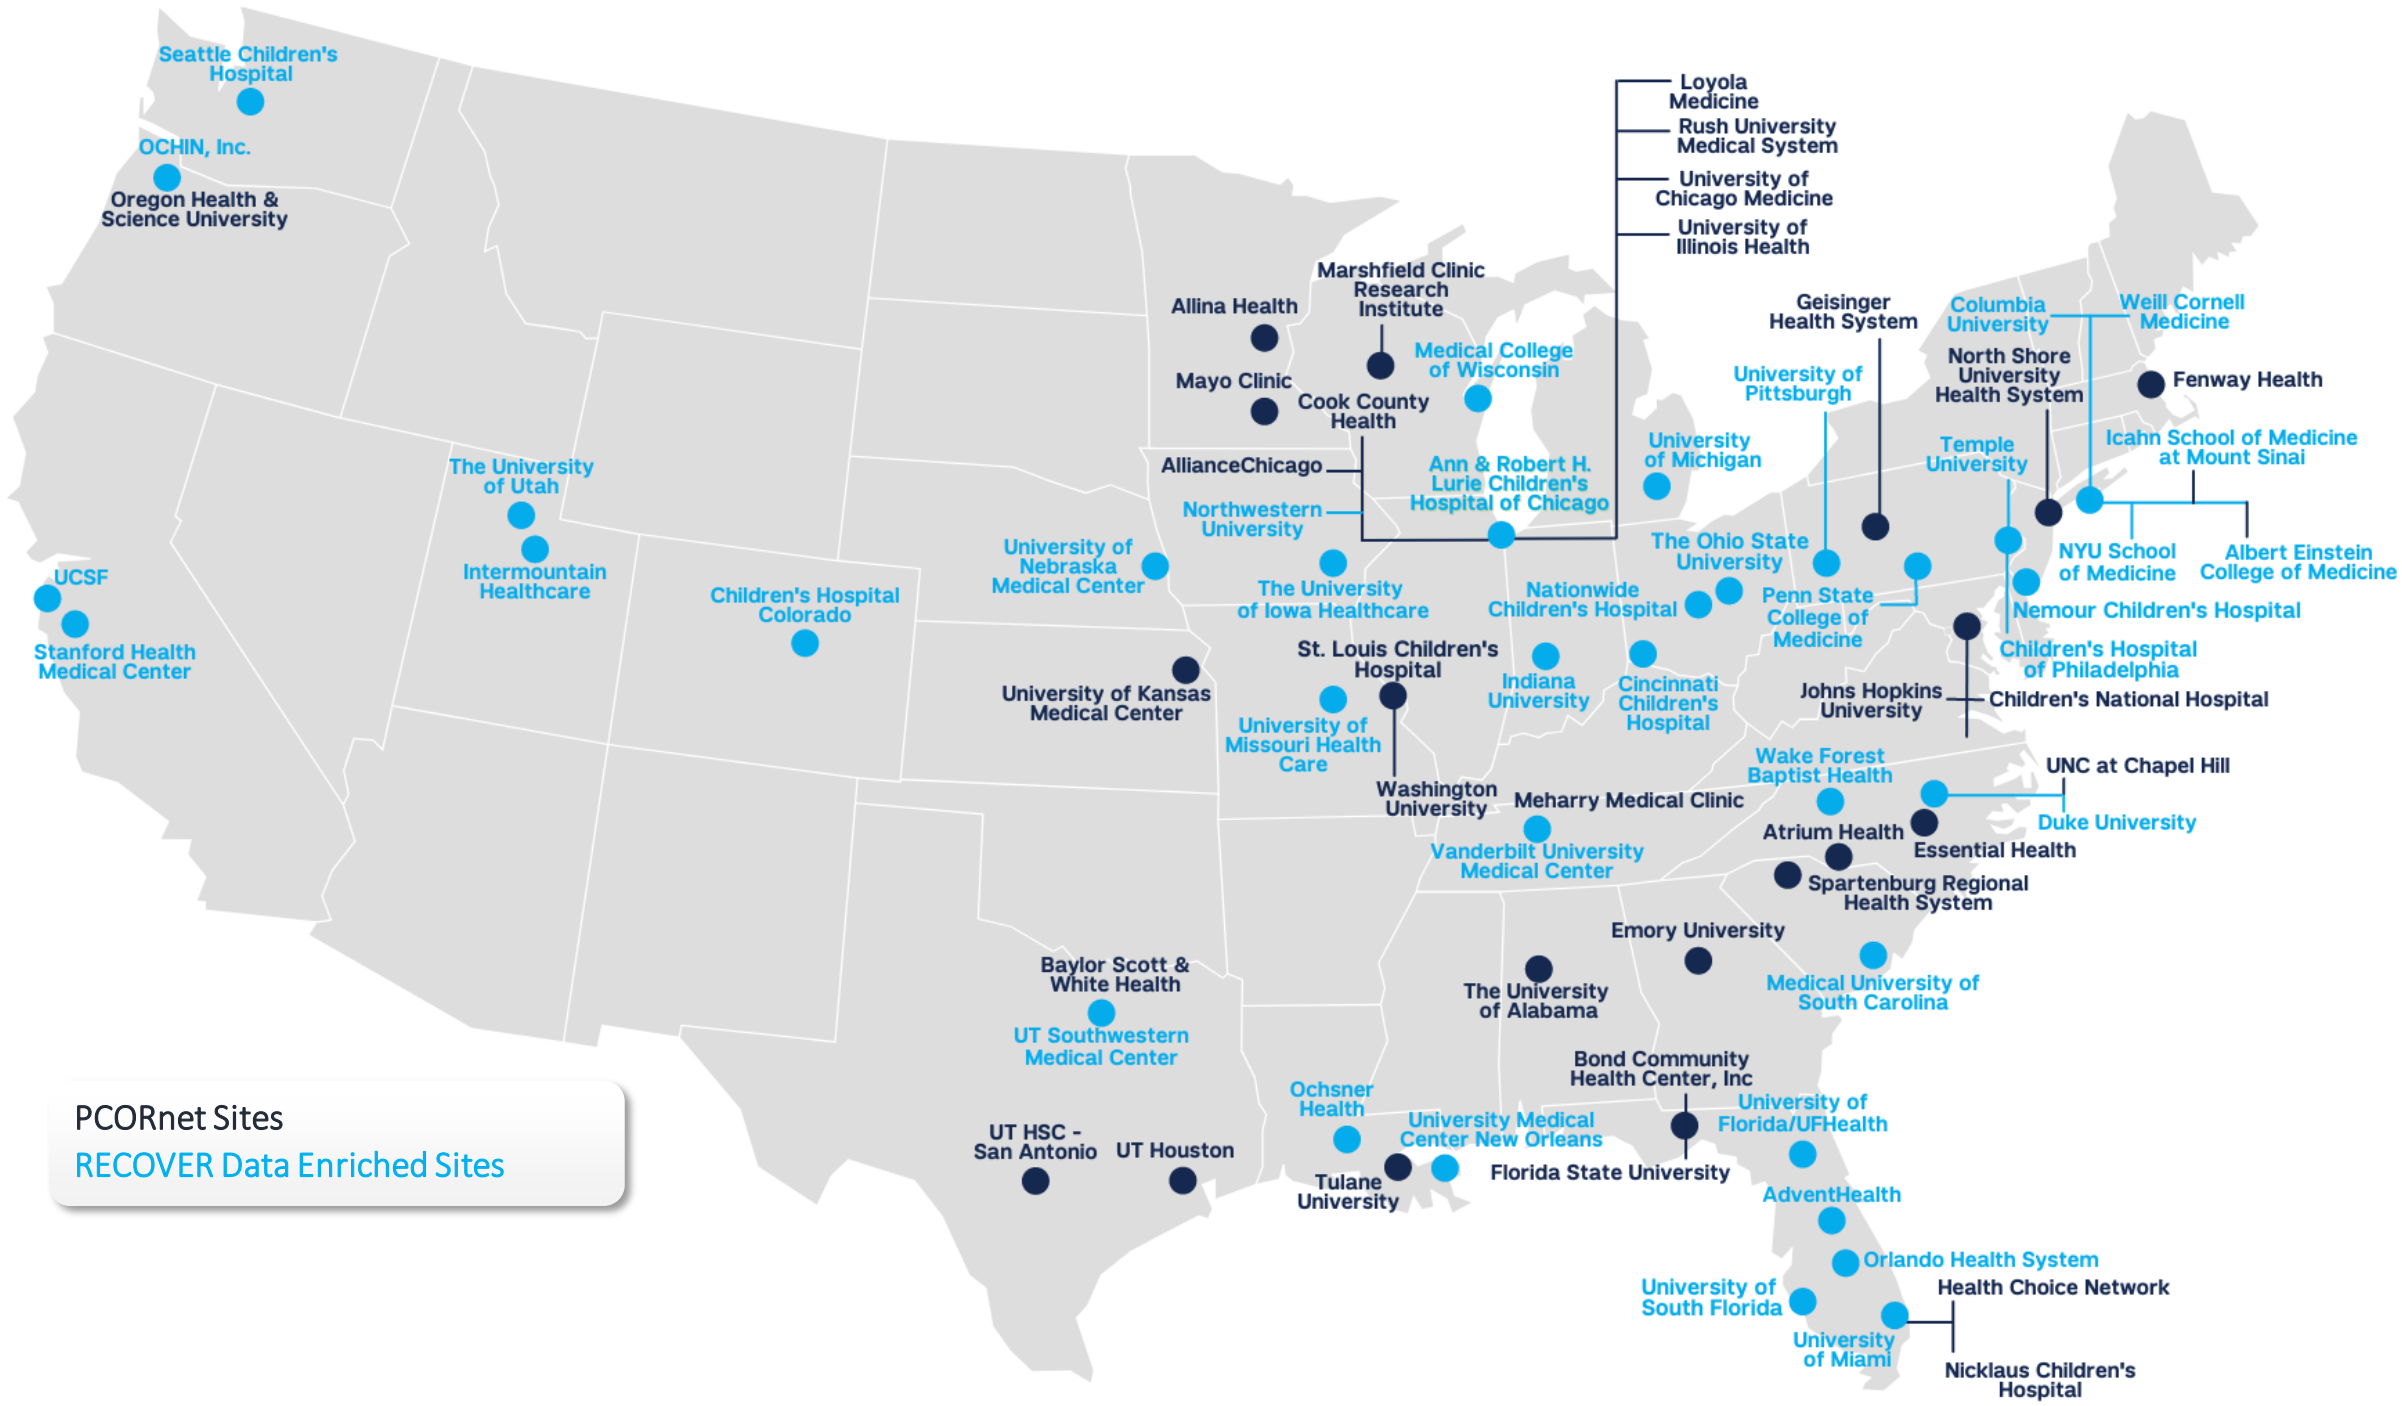 Seattle Children's
Hospital
OCHIN, Inc.
Oregon Health &
Science University
UCSF
Stanford Health
Medical Center
The University
of Utah
Intermountain
Healthcare
Children's Hospital
Colorado
University of
Nebraska
Medical Center
University of Kansas
Medical Center
Allina Health
Mayo Clinic
Marshfield Clinic
Research
Institute
Medical College
of Wisconsin
Cook County
Health
AllianceChicago
Northwestern
University
Ann & Robert H.
Lurie Children's
Hospital of Chicago
Loyola
Medicine
Rush University
Medical System
University of
Chicago Medicine
University of
Illinois Health
The University
of Iowa Healthcare
St. Louis Children's
Hospital
University of
Missouri Health
Care
Washington
University
University
of Michigan
The Ohio State
University
Nationwide
Children's Hospital
Indiana
University
Cincinnati
Children's
Hospital
Geisinger
Health System
University of
Pittsburgh
Penn State
College of
Medicine
Columbia
University
Weill Cornell
Medicine
North Shore
University
Health System
Fenway Health
Temple
University
Icahn School of Medicine
at Mount Sinai
NYU School
of Medicine
Albert Einstein
College of Medicine
Nemour Children's Hospital
Children's Hospital
of Philadelphia
Johns Hopkins
University
Children's National Hospital
Wake Forest
Baptist Health
UNC at Chapel Hill
Duke University
Meharry Medical Clinic
Vanderbilt University
Medical Center
Atrium Health
Essential Health
Spartenburg Regional
Health System
Emory University
The University
of Alabama
Medical University of
South Carolina
Baylor Scott &
White Health
UT Southwestern
Medical Center
UT HSC -
San Antonio
UT Houston
Ochsner
Health
University Medical
Center New Orleans
Tulane
University
Bond Community
Health Center, Inc
Florida State University
University of
Florida/UFHealth
AdventHealth
Orlando Health System
University of
South Florida
Health Choice Network
University
of Miami
Nicklaus Children's
Hospital
PCORnet Sites
RECOVER Data Enriched Sites